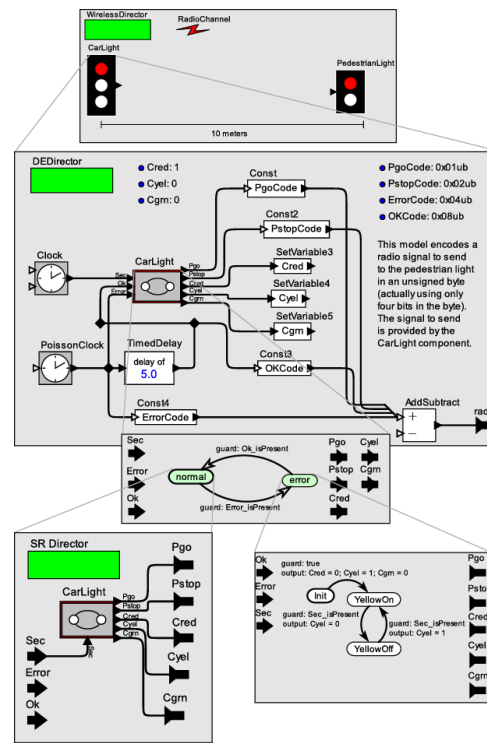 WirelessDirector
RadioChannel
CarLight
PedestrianLight
10 meters
DEDirector
Cred: 1
Cyel: 0
Cgrn: 0
PgoCode: 0x01ub
PstopCode: 0x02ub
ErrorCode: 0x04ub
OKCode: 0x08ub
Const
PgoCode
Const2
PstopCode
SetVariable3
Cred
SetVariable4
Cyel
SetVariable5
Cgrn
This model encodes a
radio signal to send
to the pedestrian light
in an unsigned byte
(actually using only
four bits in the byte).
The signal to send
is provided by the
CarLight component.
Clock
CarLight
Sec
Ok
Error
Pgo
Pstop
Cred
Cyel
Cgrn
PoissonClock
TimedDelay
delay of
5.0
Const3
OKCode
Const4
ErrorCode
AddSubtract
+
−
rad
Sec
Error
Ok
guard: Ok_isPresent
normal
error
guard: Error_isPresent
Pgo
Cyel
Pstop
Cgrn
Cred
SR Director
CarLight
Pgo
Pstop
Cred
Cyel
Cgrn
Sec
Pgo
Pstop
Cred
Cyel
Cgrn
Sec
Error
Ok
Ok
Error
Sec
guard: true
output: Cred = 0; Cyel = 1; Cgrn = 0
Init
YellowOn
guard: Sec_isPresent
output: Cyel = 0
guard: Sec_isPresent
output: Cyel = 1
YellowOff
Pgo
Psto
Cred
Cyel
Cgrn